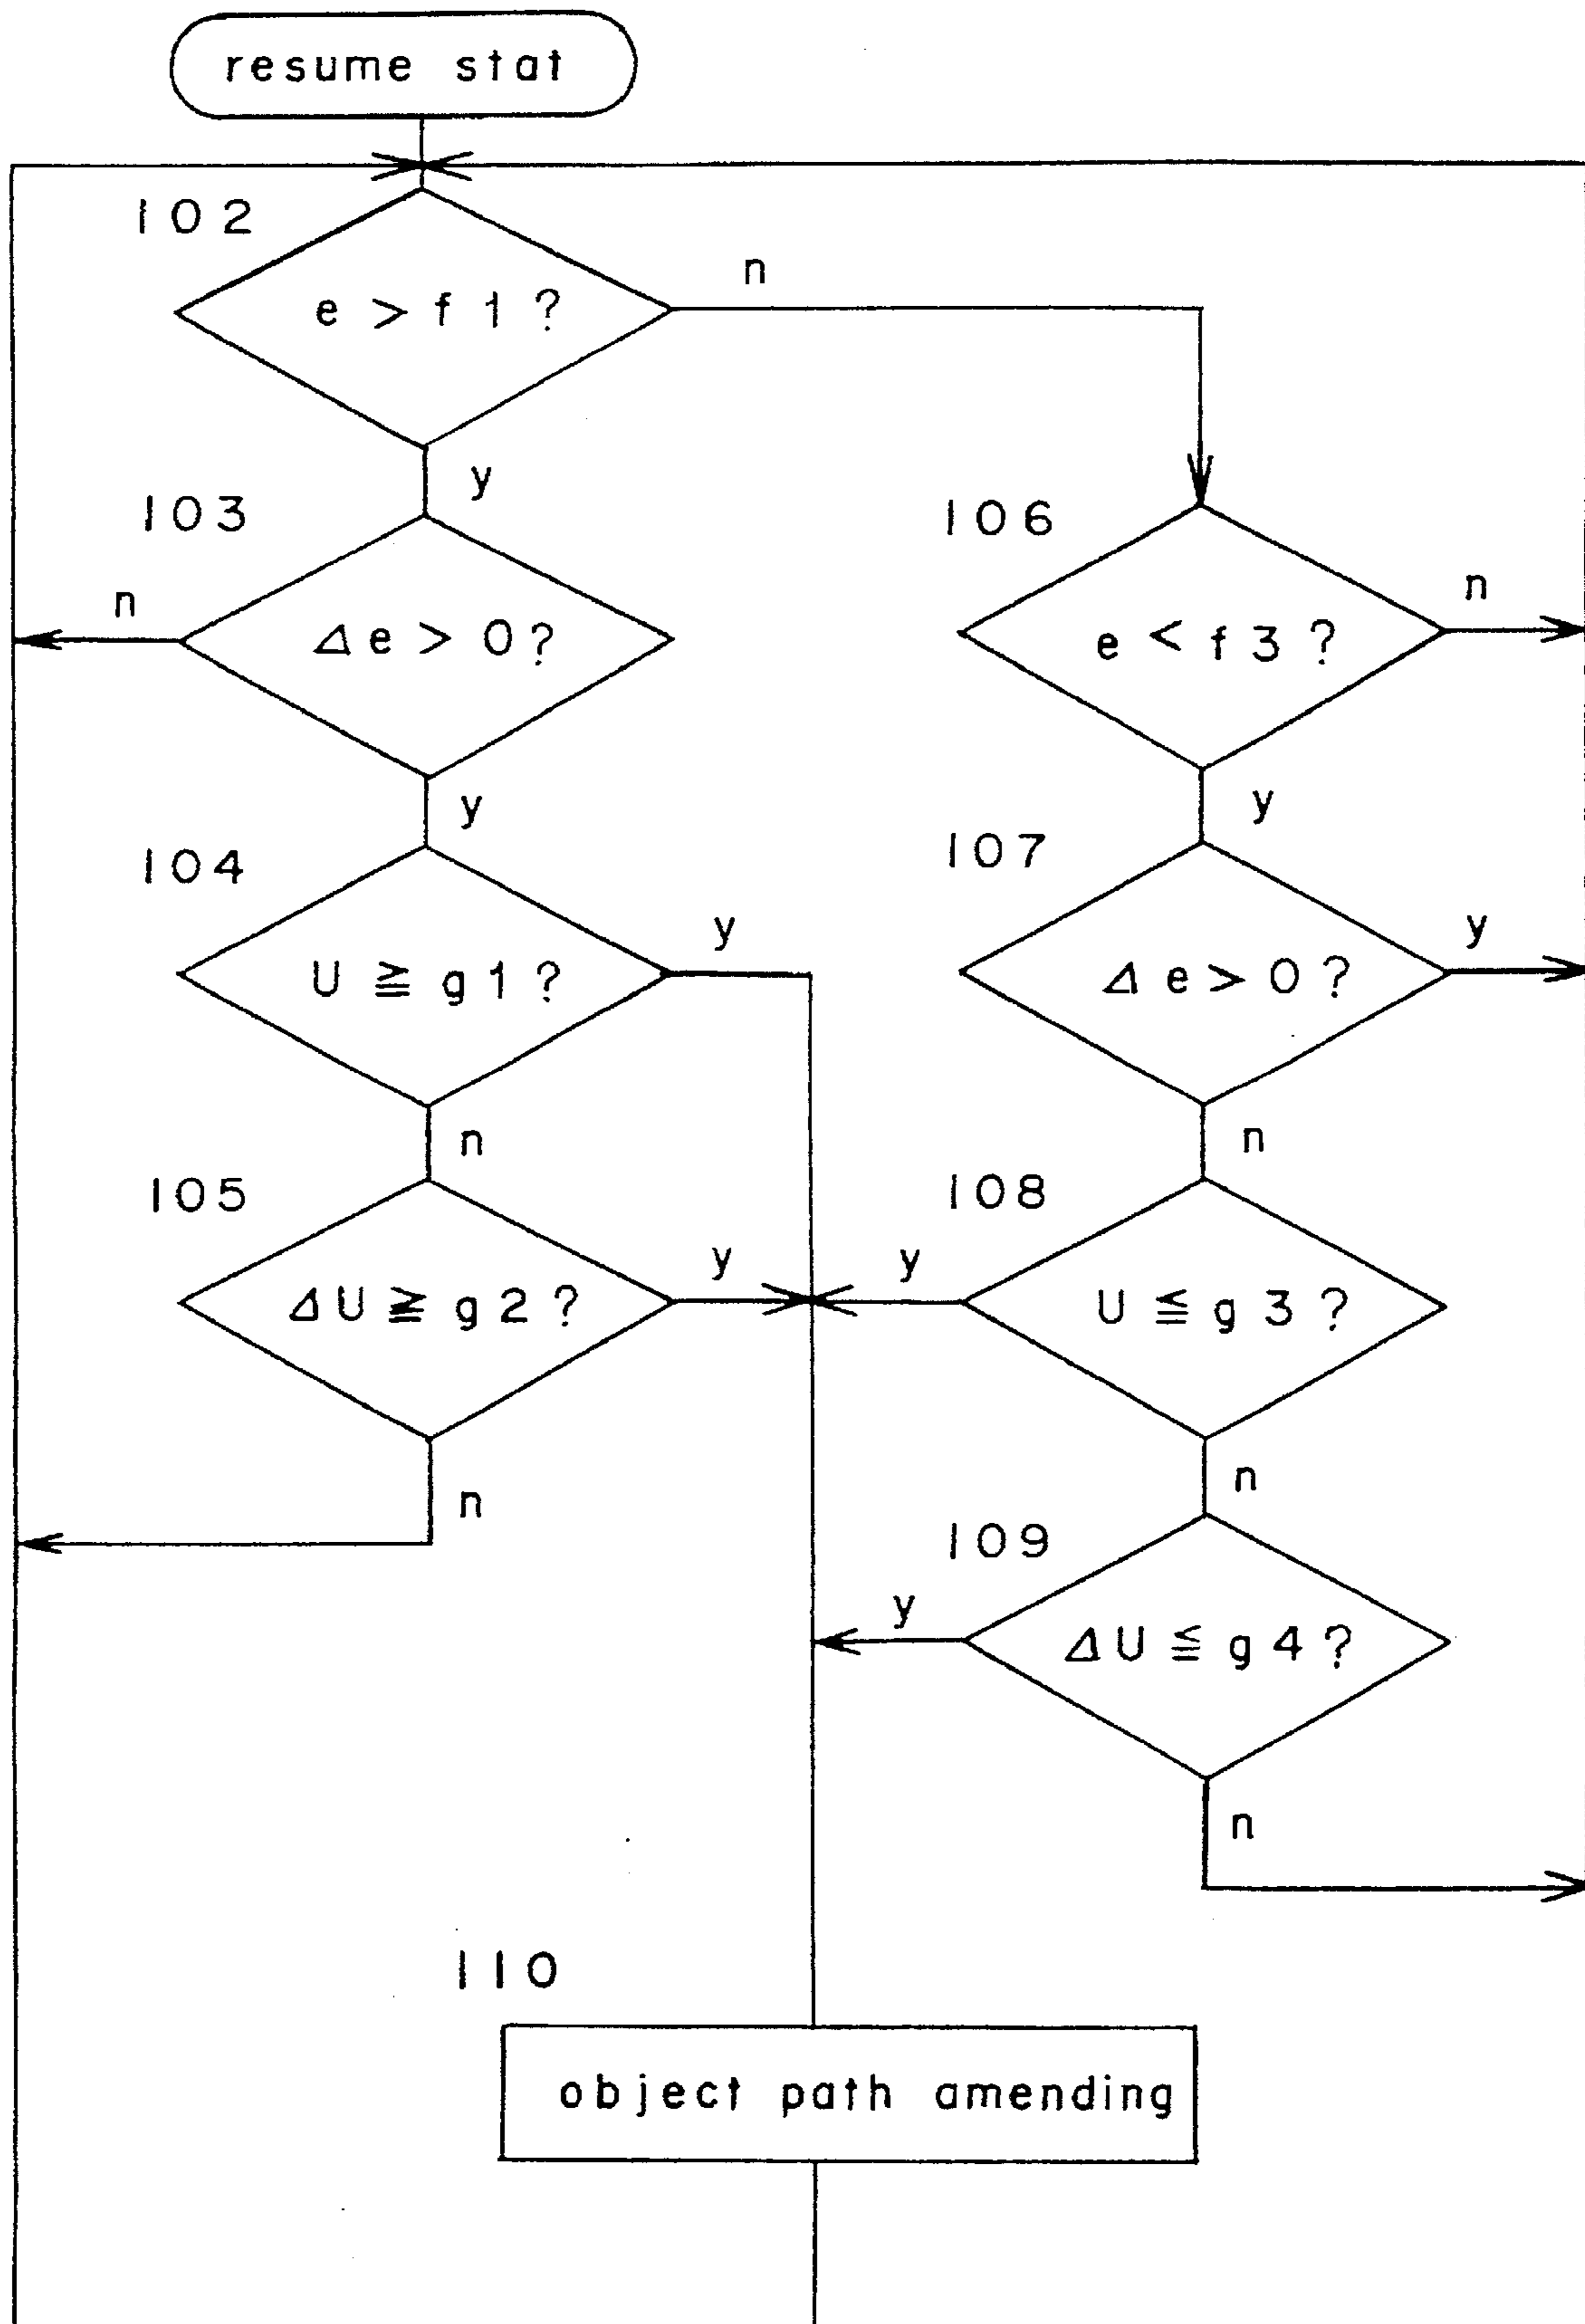 resume stat
102
e > f 1 ?
n
y
103
Δ e > 0 ?
n
y
104
U ≧ g 1 ?
y
n
105
Δ U ≧ g 2 ?
y
n
106
e < f 3 ?
n
y
107
Δ e > 0 ?
y
n
108
U ≦ g 3 ?
y
n
109
Δ U ≦ g 4 ?
y
n
110
object path amending